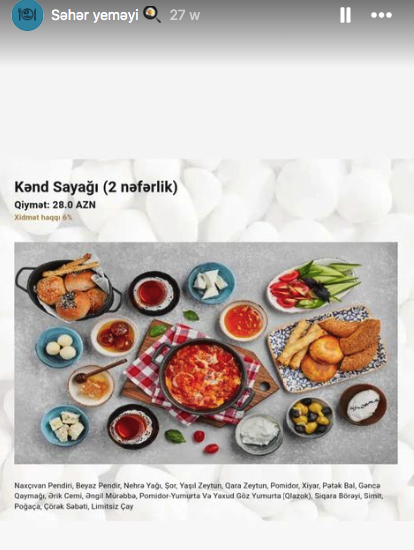 Səhər yeməyi 27 w
Kənd Sayağı (2 nəfərlik)
Qiymət: 28.0 AZN
Xidmət haqqı 6%
Naxçıvan Pendiri, Beyaz Pendir, Nehrə Yağı, Şor, Yaşıl Zeytun, Qara Zeytun, Pomidor, Xiyar, Pətək Bal, Gəncə
Qaymağı, Ərik Cemi, Əngil Mürəbbə, Pomidor-Yumurta Və Yaxud Göz Yumurta (Qlazok), Siqara Börəyi, Simit,
Poğaça, Çörək Səbəti, Limitsiz Çay